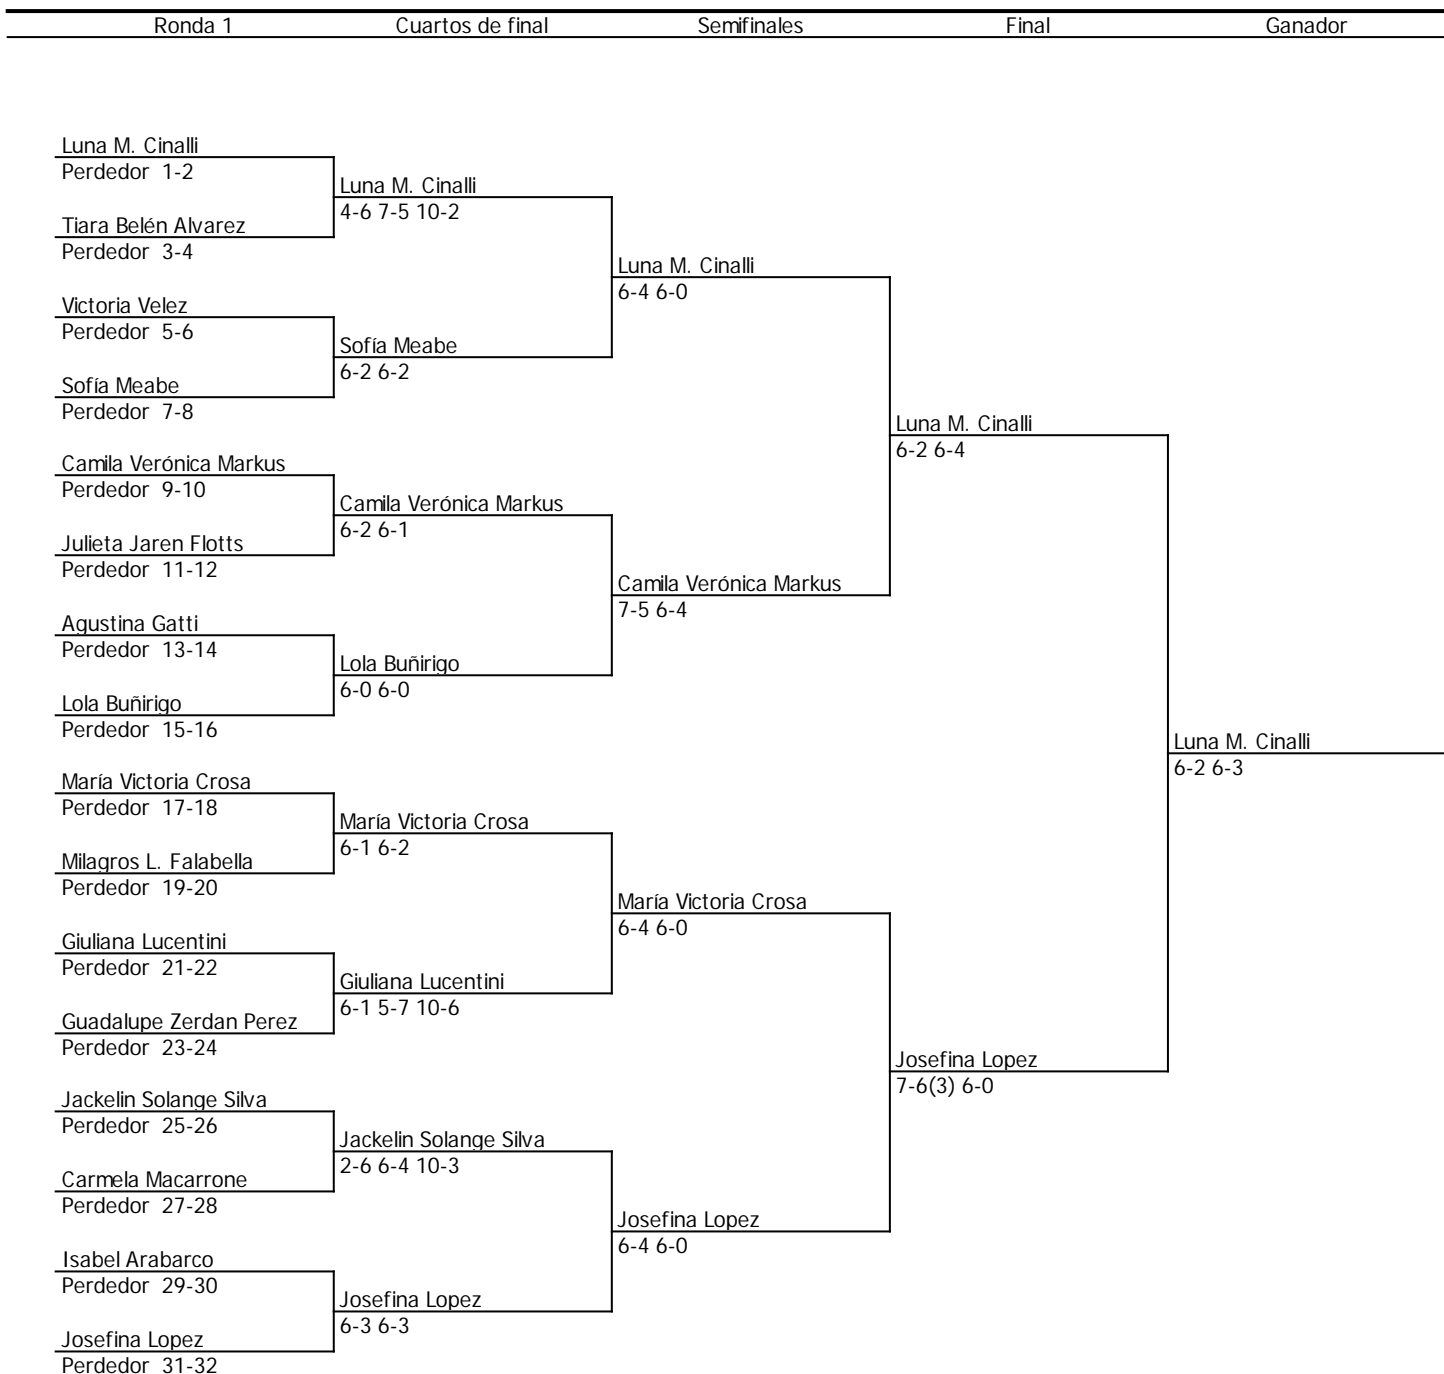 Ronda 1 Cuartos de final Semifinales Final Ganador
Luna M. Cinalli
Perdedor 1-2
Luna M. Cinalli
4-6 7-5 10-2
Tiara Belén Alvarez
Perdedor 3-4
Luna M. Cinalli
6-4 6-0
Victoria Velez
Perdedor 5-6
Sofía Meabe
6-2 6-2
Sofía Meabe
Perdedor 7-8
Luna M. Cinalli
6-2 6-4
Camila Verónica Markus
Perdedor 9-10
Camila Verónica Markus
6-2 6-1
Julieta Jaren Flotts
Perdedor 11-12
Camila Verónica Markus
7-5 6-4
Agustina Gatti
Perdedor 13-14
Lola Buñirigo
6-0 6-0
Lola Buñirigo
Perdedor 15-16
Luna M. Cinalli
6-2 6-3
María Victoria Crosa
Perdedor 17-18
María Victoria Crosa
6-1 6-2
Milagros L. Falabella
Perdedor 19-20
María Victoria Crosa
6-4 6-0
Giuliana Lucentini
Perdedor 21-22
Giuliana Lucentini
6-1 5-7 10-6
Guadalupe Zerdan Perez
Perdedor 23-24
Josefina Lopez
7-6(3) 6-0
Jackelin Solange Silva
Perdedor 25-26
Jackelin Solange Silva
2-6 6-4 10-3
Carmela Macarrone
Perdedor 27-28
Josefina Lopez
6-4 6-0
Isabel Arabarco
Perdedor 29-30
Josefina Lopez
6-3 6-3
Josefina Lopez
Perdedor 31-32